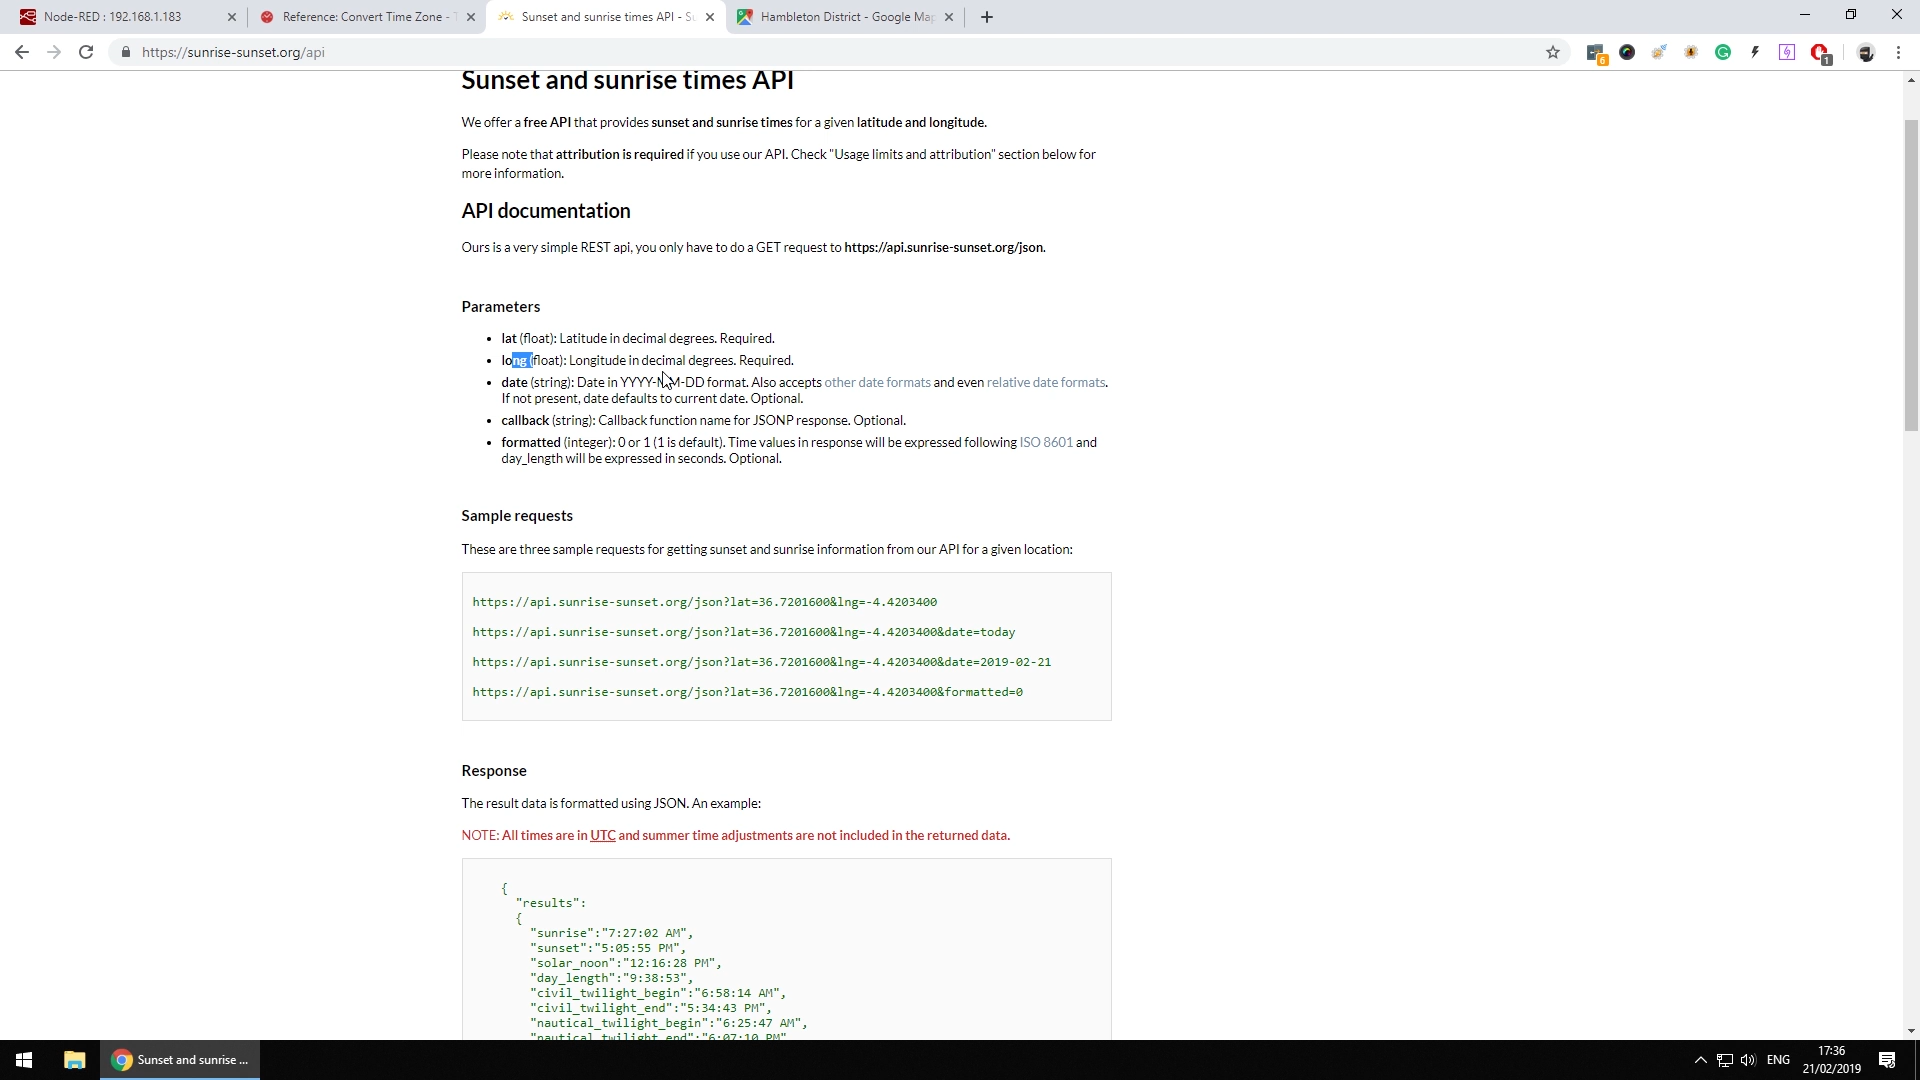 Node-RED : 192.168.1.183
Reference: Convert Time Zone - T
Sunset and sunrise times API - Su
Hambleton District - Google Map
https://sunrise-sunset.org/api
6
1
Sunset and sunrise times API
We offer a free API that provides sunset and sunrise times for a given latitude and longitude.
Please note that attribution is required if you use our API. Check "Usage limits and attribution" section below for
more information.
API documentation
Ours is a very simple REST api, you only have to do a GET request to https://api.sunrise-sunset.org/json.
Parameters
• lat (float): Latitude in decimal degrees. Required.
• long (float): Longitude in decimal degrees. Required.
• date (string): Date in YYYY-MM-DD format. Also accepts other date formats and even relative date formats.
If not present, date defaults to current date. Optional.
• callback (string): Callback function name for JSONP response. Optional.
• formatted (integer): 0 or 1 (1 is default). Time values in response will be expressed following ISO 8601 and
day_length will be expressed in seconds. Optional.
Sample requests
These are three sample requests for getting sunset and sunrise information from our API for a given location:
https://api.sunrise-sunset.org/json?lat=36.7201600&lng=-4.4203400
https://api.sunrise-sunset.org/json?lat=36.7201600&lng=-4.4203400&date=today
https://api.sunrise-sunset.org/json?lat=36.7201600&lng=-4.4203400&date=2019-02-21
https://api.sunrise-sunset.org/json?lat=36.7201600&lng=-4.4203400&formatted=0
Response
The result data is formatted using JSON. An example:
NOTE: All times are in UTC and summer time adjustments are not included in the returned data.
{
"results":
{
"sunrise":"7:27:02 AM",
"sunset":"5:05:55 PM",
"solar_noon":"12:16:28 PM",
"day_length":"9:38:53",
"civil_twilight_begin":"6:58:14 AM",
"civil_twilight_end":"5:34:43 PM",
"nautical_twilight_begin":"6:25:47 AM",
"nautical_twilight_end":"6:07:10 PM"
Sunset and sunrise ...
ENG
17:36
21/02/2019